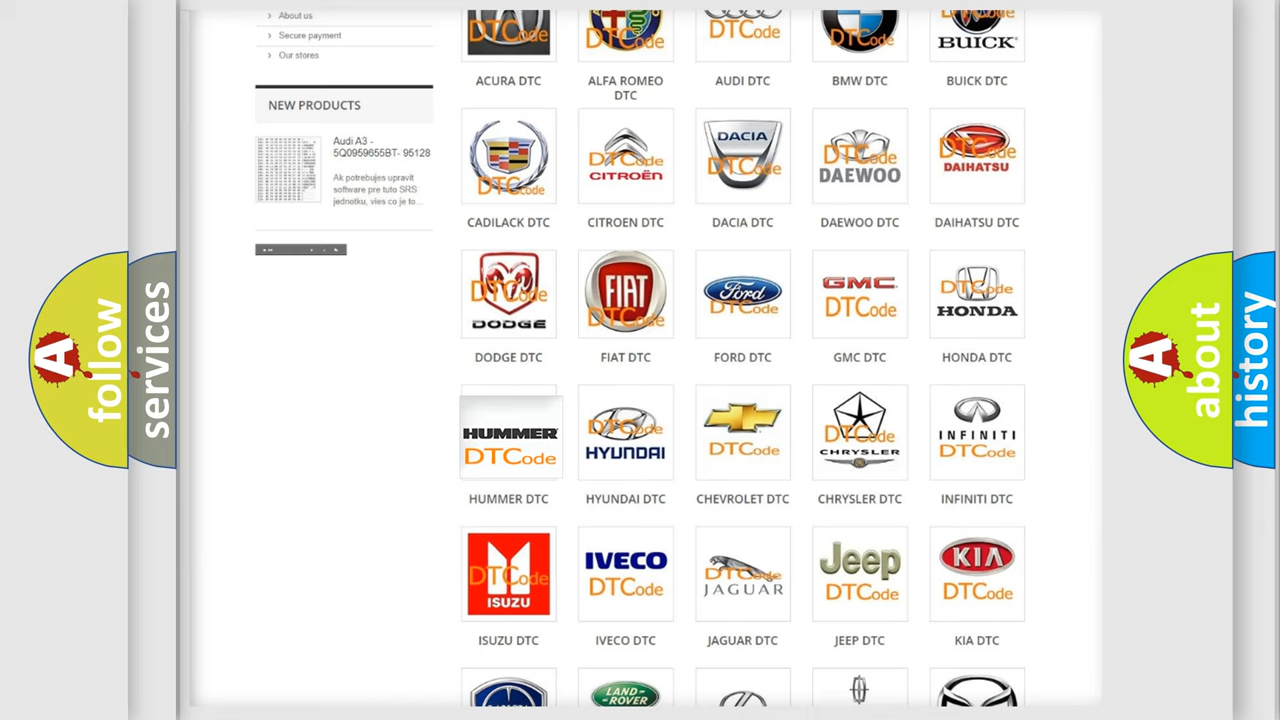 About us
Secure payment
Our stores
NEW PRODUCTS
Audi A3 -
5Q0959655BT- 95128
Ak potrebujes upravit
software pre tuto SRS
jednotku, vies co je to...
DTCode
DTCode
DTCode
DTCode
BUICK
ACURA DTC
ALFA ROMEO
DTC
AUDI DTC
BMW DTC
BUICK DTC
DTCode
DTCode
CITROËN
DACIA
DTCode
DTCode
DAEWOO
DTCode
DAIHATSU
CADILACK DTC
CITROEN DTC
DACIA DTC
DAEWOO DTC
DAIHATSU DTC
DTCode
DODGE
FIAT
DTCode
Ford
DTCode
GMC
DTCode
DTCode
HONDA
DODGE DTC
FIAT DTC
FORD DTC
GMC DTC
HONDA DTC
HUMMER
DTCode
DTCode
HYUNDAI
DTCode
DTCode
CHRYSLER
INFINITI
DTCode
HUMMER DTC
HYUNDAI DTC
CHEVROLET DTC
CHRYSLER DTC
INFINITI DTC
DTCode
ISUZU
IVECO
DTCode
DTCode
JAGUAR
Jeep
DTCode
KIA
DTCode
ISUZU DTC
IVECO DTC
JAGUAR DTC
JEEP DTC
KIA DTC
LAND-
ROVER
A
follow
services
A
about
history